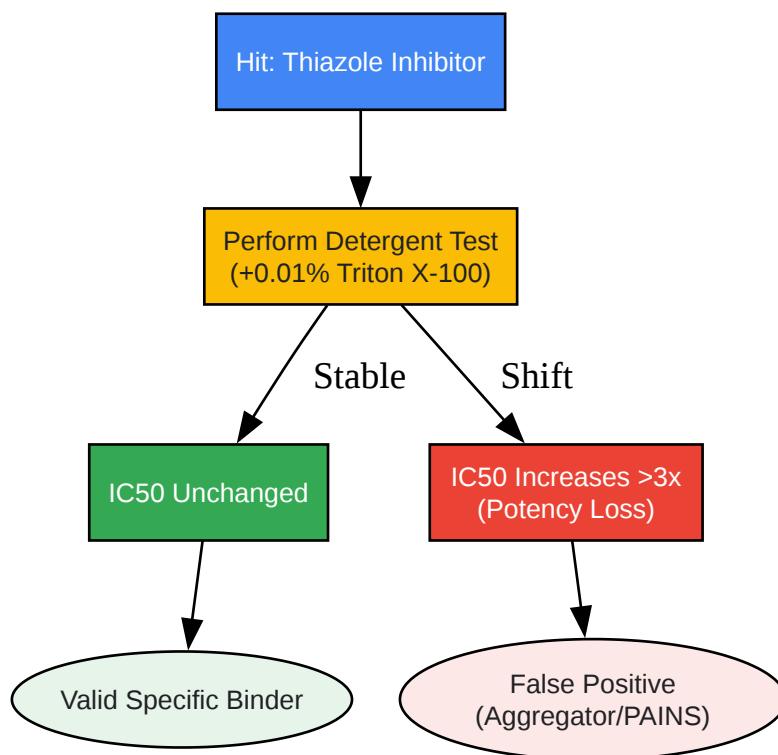 Hit: Thiazole Inhibitor
Perform Detergent Test
(+0.01% Triton X-100)
Stable
Shift
IC50 Unchanged
IC50 Increases >3x
(Potency Loss)
Valid Specific Binder
False Positive
(Aggregator/PAINS)